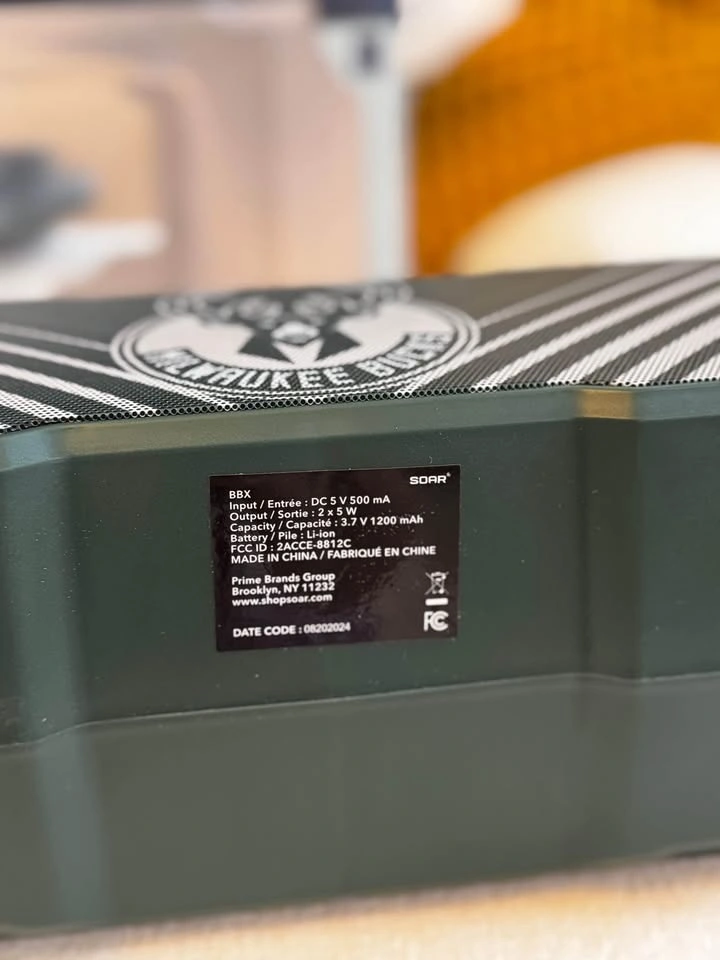 MILWAUKEE BUCKS
SOAR®
BBX
Input / Entrée : DC 5 V 500 mA
Output / Sortie : 2 x 5 W
Capacity / Capacité : 3.7 V 1200 mAh
Battery / Pile : Li-ion
FCC ID : 2ACCE-8812C
MADE IN CHINA / FABRIQUÉ EN CHINE
Prime Brands Group
Brooklyn, NY 11232
www.shopsoar.com
FC
DATE CODE : 08202024